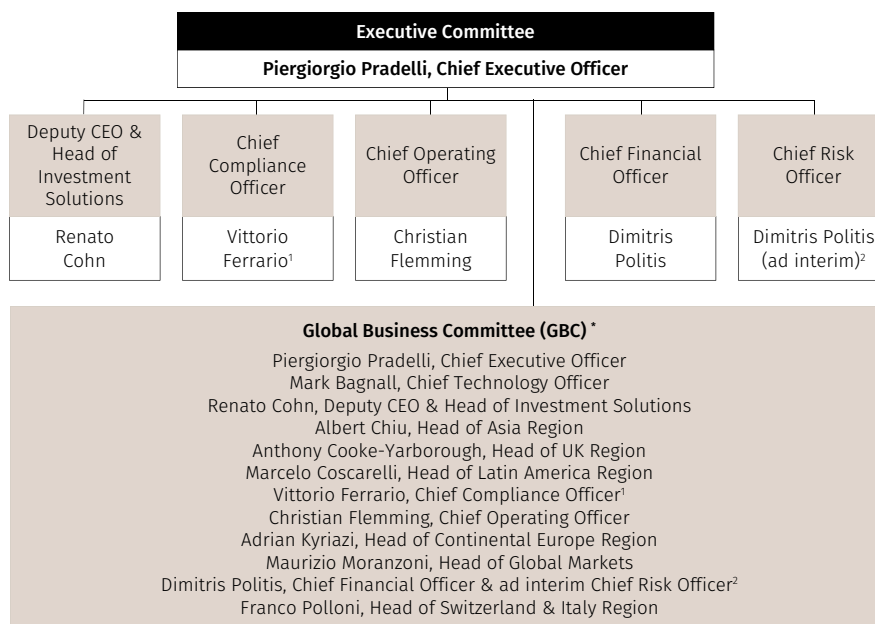 Executive Committee
Piergiorgio Pradelli, Chief Executive Officer
Deputy CEO &
Head of
Investment
Solutions
Renato
Cohn
Chief
Compliance
Officer
Vittorio
Ferrario¹
Chief Operating
Officer
Christian
Flemming
Chief Financial
Officer
Dimitris
Politis
Chief Risk
Officer
Dimitris Politis
(ad interim)²
Global Business Committee (GBC) *
Piergiorgio Pradelli, Chief Executive Officer
Mark Bagnall, Chief Technology Officer
Renato Cohn, Deputy CEO & Head of Investment Solutions
Albert Chiu, Head of Asia Region
Anthony Cooke-Yarborough, Head of UK Region
Marcelo Coscarelli, Head of Latin America Region
Vittorio Ferrario, Chief Compliance Officer¹
Christian Flemming, Chief Operating Officer
Adrian Kyriazi, Head of Continental Europe Region
Maurizio Moranzoni, Head of Global Markets
Dimitris Politis, Chief Financial Officer & ad interim Chief Risk Officer²
Franco Polloni, Head of Switzerland & Italy Region